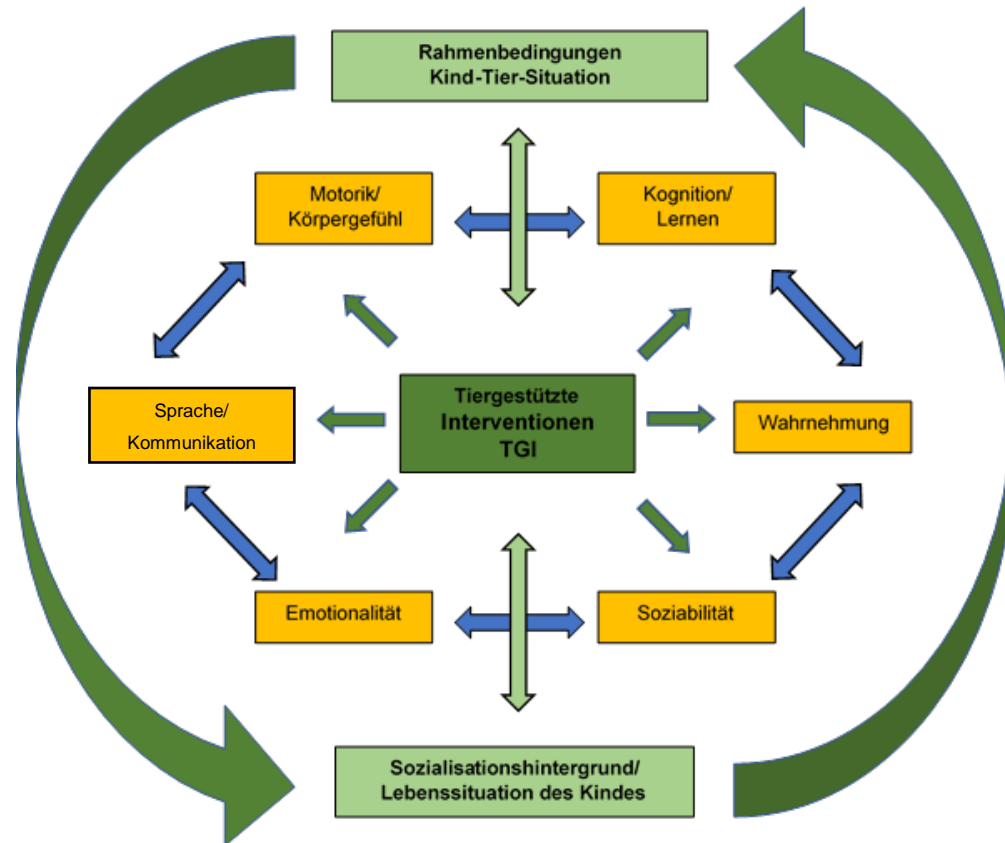 Rahmenbedingungen
Kind-Tier-Situation
Motorik/
Körpergefühl
Kognition/
Lernen
Sprache/
Kommunikation
Tiergestützte
Interventionen
TGI
Wahrnehmung
Emotionalität
Soziabilität
Sozialisationshintergrund/
Lebenssituation des Kindes